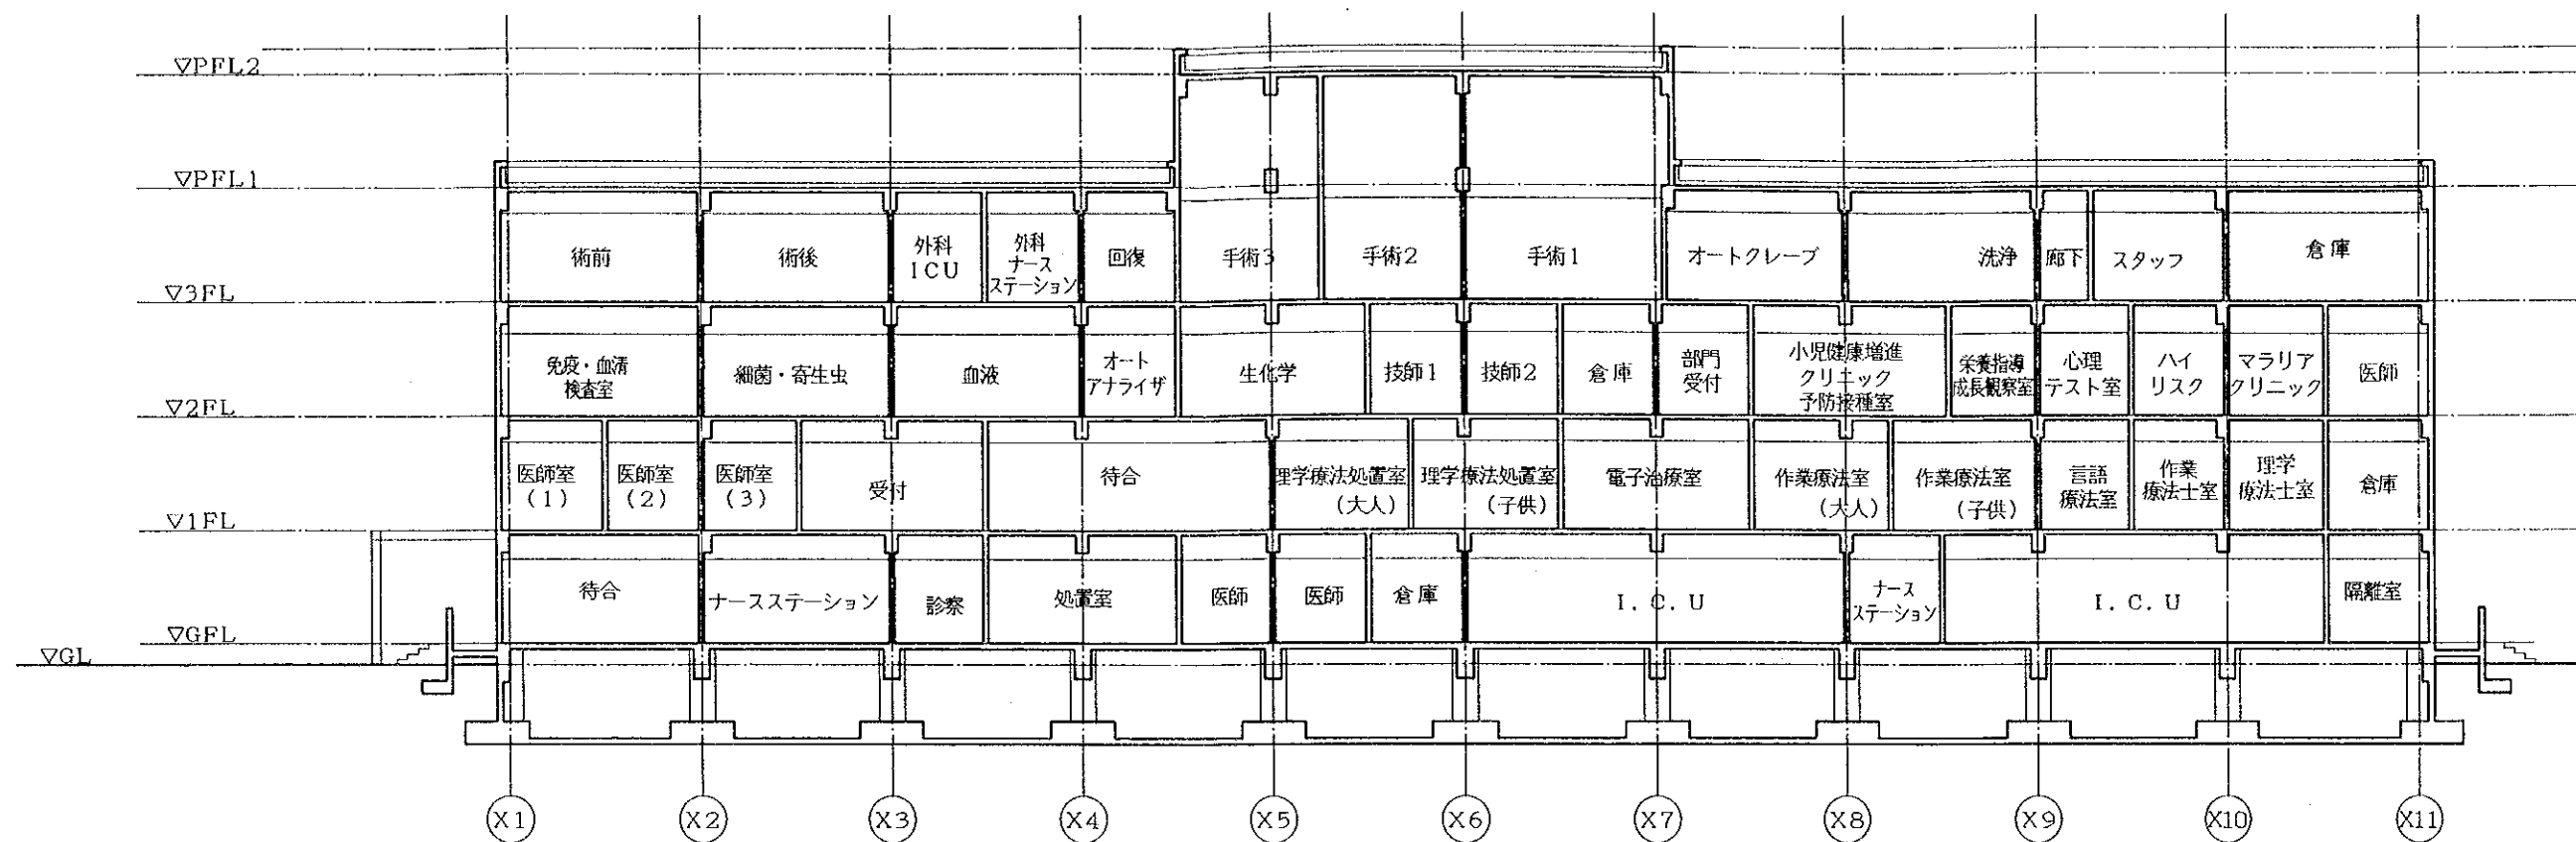 ▽PFL2
▽PFL1
術前
術後
外科
ICU
外科
ナース
ステーション
回復
手術3
手術2
手術1
オートクレーブ
洗浄
廊下
スタッフ
倉庫
▽3FL
免疫・血清
検査室
細菌・寄生虫
血液
オート
アナライザ
生化学
技師1
技師2
倉庫
部門
受付
小児健康増進
クリニック
予防接種室
栄養指導
成長観察室
心理
テスト室
ハイ
リスク
マラリア
クリニック
医師
▽2FL
医師室
(1)
医師室
(2)
医師室
(3)
受付
待合
理学療法処置室
(大人)
理学療法処置室
(子供)
電子治療室
作業療法室
(大人)
作業療法室
(子供)
言語
療法室
作業
療法士室
理学
療法士室
倉庫
▽1FL
待合
ナースステーション
診察
処置室
医師
医師
倉庫
I.C.U
ナース
ステーション
I.C.U
隔離室
▽GFL
▽GL
X1 X2 X3 X4 X5 X6 X7 X8 X9 X10 X11